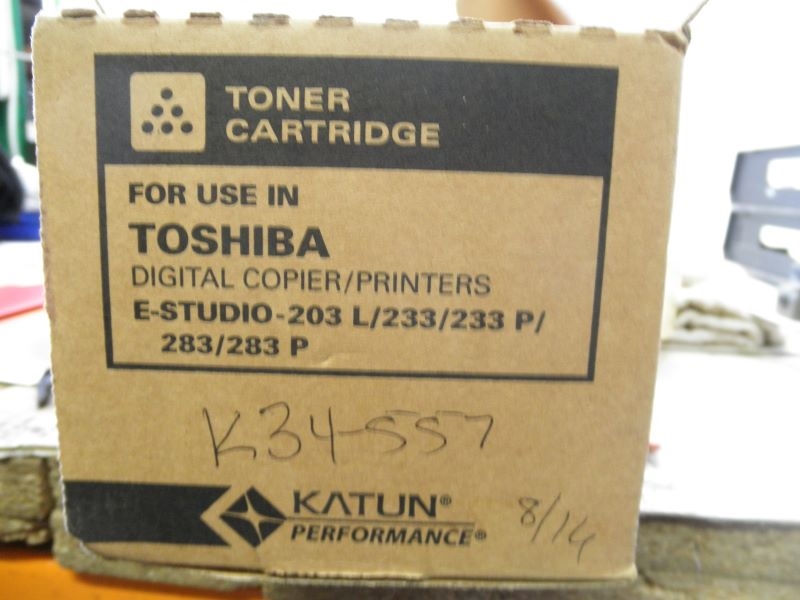 TONER
CARTRIDGE
FOR USE IN
TOSHIBA
DIGITAL COPIER/PRINTERS
E-STUDIO-203 L/233/233 P/
283/283 P
K34-557
KATUN®
PERFORMANCE®
8/14